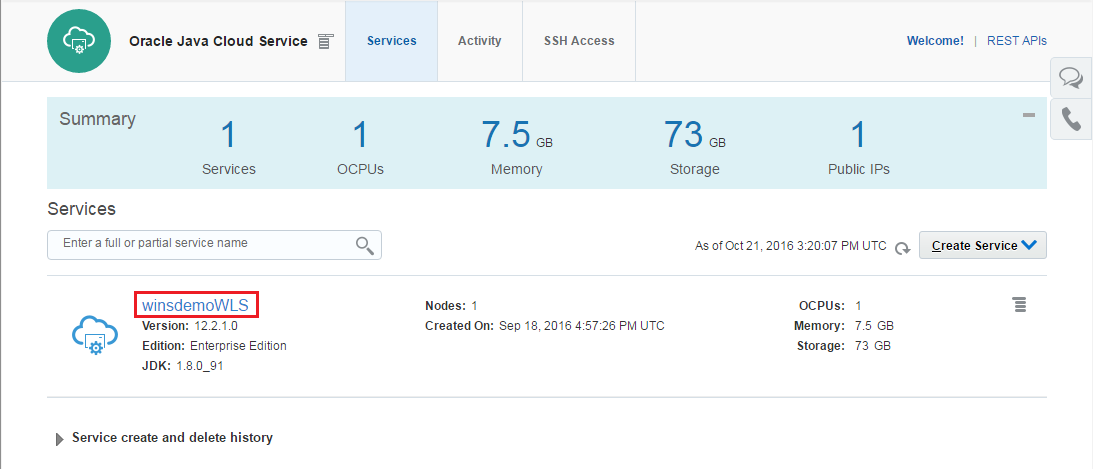 Oracle Java Cloud Service
Services
Activity
SSH Access
Welcome! | REST APIs
Summary
1
Services
1
OCPUs
7.5 GB
Memory
73 GB
Storage
1
Public IPs
Services
Enter a full or partial service name
As of Oct 21, 2016 3:20:07 PM UTC
Create Service
winsdemoWLS
Version: 12.2.1.0
Edition: Enterprise Edition
JDK: 1.8.0_91
Nodes: 1
Created On: Sep 18, 2016 4:57:26 PM UTC
OCPUs: 1
Memory: 7.5 GB
Storage: 73 GB
Service create and delete history